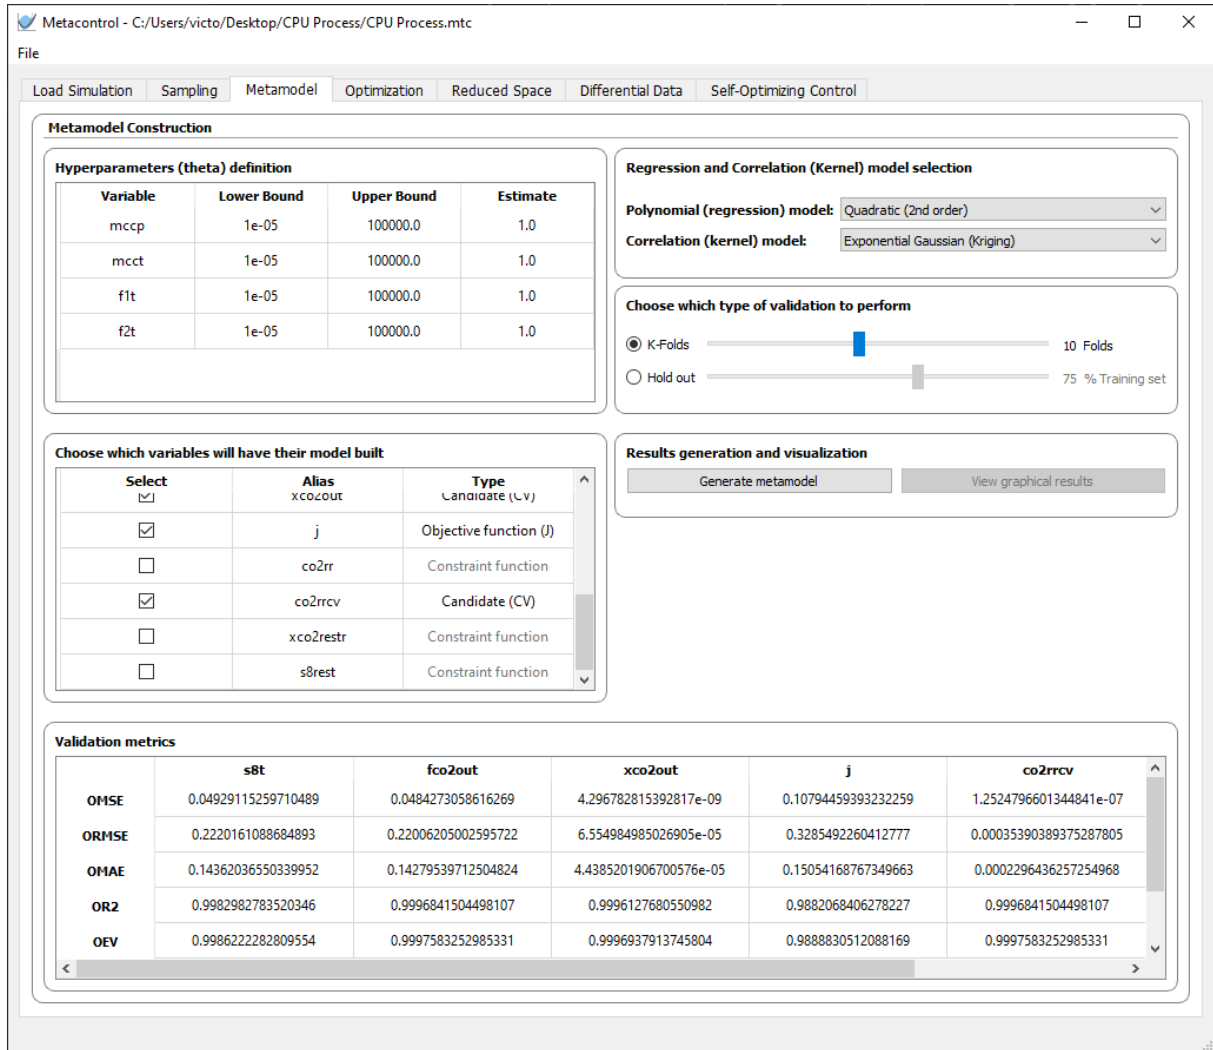 Metacontrol - C:/Users/victo/Desktop/CPU Process/CPU Process.mtc
File
Load Simulation Sampling Metamodel Optimization Reduced Space Differential Data Self-Optimizing Control
Metamodel Construction
Hyperparameters (theta) definition
Variable Lower Bound Upper Bound Estimate
mccp 1e-05 100000.0 1.0
mcct 1e-05 100000.0 1.0
f1t 1e-05 100000.0 1.0
f2t 1e-05 100000.0 1.0
Regression and Correlation (Kernel) model selection
Polynomial (regression) model: Quadratic (2nd order)
Correlation (kernel) model: Exponential Gaussian (Kriging)
Choose which type of validation to perform
K-Folds 10 Folds
Hold out 75 % Training set
Choose which variables will have their model built
Select Alias Type
xco2out Candidate (CV)
j Objective function (J)
co2rr Constraint function
co2rrcv Candidate (CV)
xco2restr Constraint function
s8rest Constraint function
Results generation and visualization
Generate metamodel View graphical results
Validation metrics
s8t fco2out xco2out j co2rrcv
OMSE 0.04929115259710489 0.0484273058616269 4.296782815392817e-09 0.10794459393232259 1.2524796601344841e-07
ORMSE 0.2220161088684893 0.22006205002595722 6.554984985026905e-05 0.3285492260412777 0.00035390389375287805
OMAE 0.14362036550339952 0.14279539712504824 4.4385201906700576e-05 0.15054168767349663 0.0002296436257254968
OR2 0.9982982783520346 0.9996841504498107 0.9996127680550982 0.9882068406278227 0.9996841504498107
OEV 0.9986222282809554 0.9997583252985331 0.9996937913745804 0.9888830512088169 0.9997583252985331